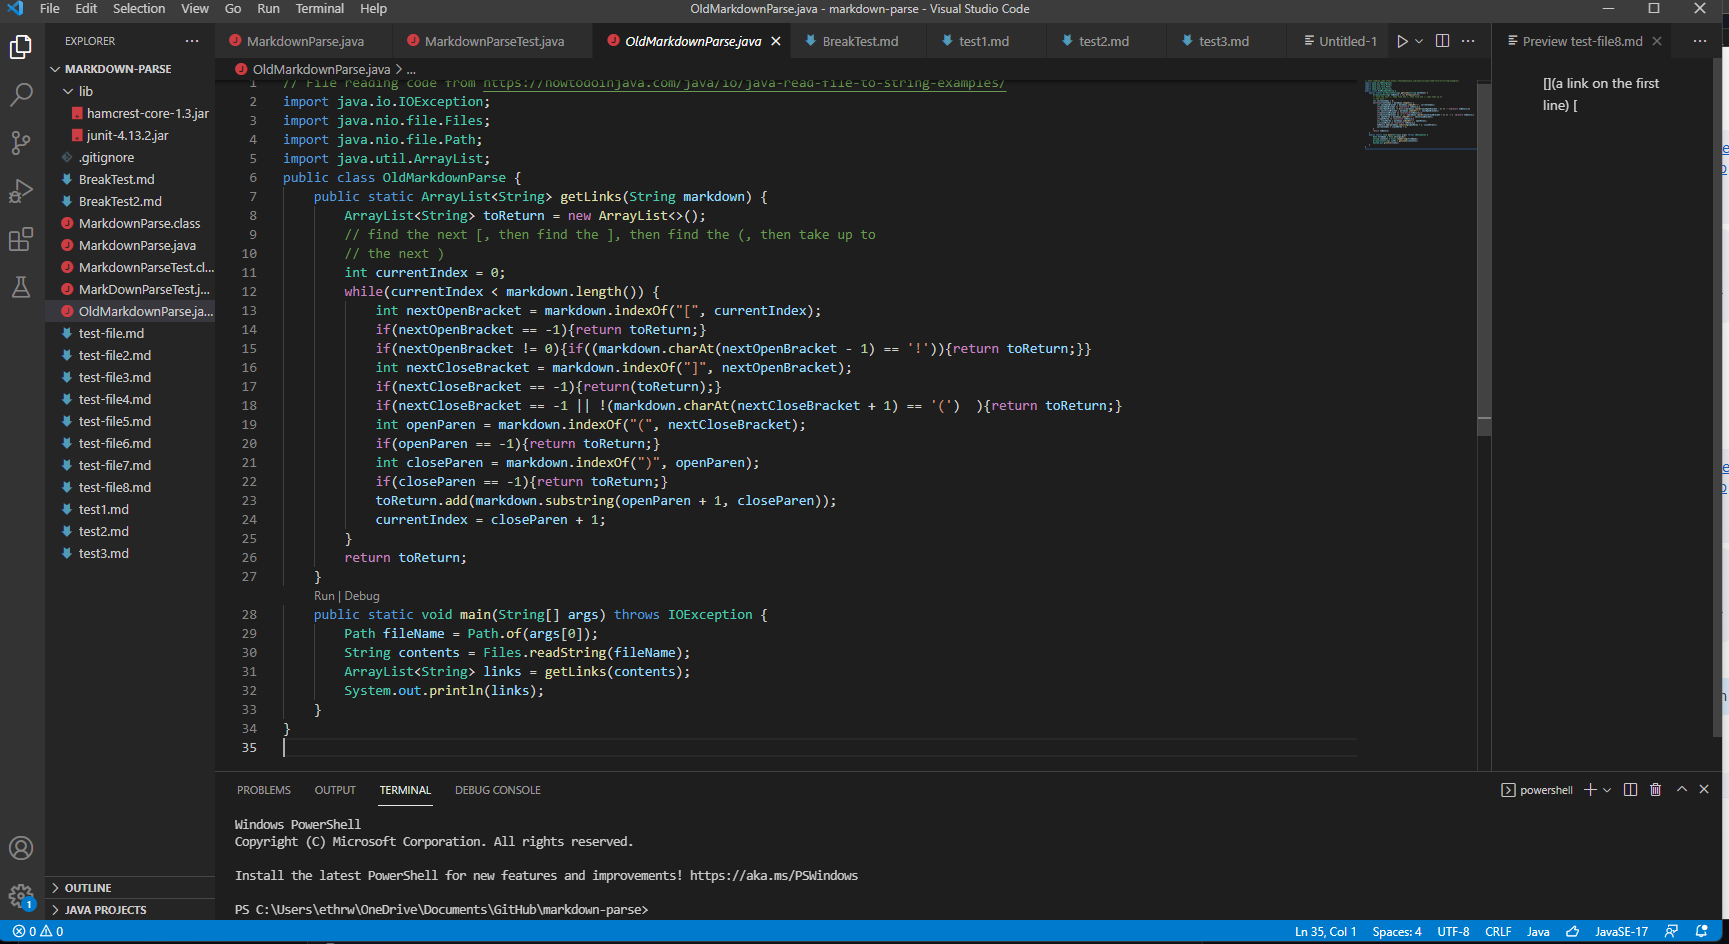 File Edit Selection View Go Run Terminal Help
OldMarkdownParse.java - markdown-parse - Visual Studio Code
EXPLORER
MARKDOWN-PARSE
lib
hamcrest-core-1.3.jar
junit-4.13.2.jar
.gitignore
BreakTest.md
BreakTest2.md
MarkdownParse.class
MarkdownParse.java
MarkdownParseTest.cl...
MarkDownParseTest.j...
OldMarkdownParse.ja...
test-file.md
test-file2.md
test-file3.md
test-file4.md
test-file5.md
test-file6.md
test-file7.md
test-file8.md
test1.md
test2.md
test3.md
OUTLINE
JAVA PROJECTS
MarkdownParse.java MarkdownParseTest.java OldMarkdownParse.java BreakTest.md test1.md test2.md test3.md Untitled-1
OldMarkdownParse.java > ...
1 // File reading code from https://howtodoinjava.com/java/io/java-read-file-to-string-examples/
2 import java.io.IOException;
3 import java.nio.file.Files;
4 import java.nio.file.Path;
5 import java.util.ArrayList;
6 public class OldMarkdownParse {
7 public static ArrayList<String> getLinks(String markdown) {
8 ArrayList<String> toReturn = new ArrayList<>();
9 // find the next [, then find the ], then find the (, then take up to
10 // the next )
11 int currentIndex = 0;
12 while(currentIndex < markdown.length()) {
13 int nextOpenBracket = markdown.indexOf("[", currentIndex);
14 if(nextOpenBracket == -1){return toReturn;}
15 if(nextOpenBracket != 0){if((markdown.charAt(nextOpenBracket - 1) == '!')){return toReturn;}}
16 int nextCloseBracket = markdown.indexOf("]", nextOpenBracket);
17 if(nextCloseBracket == -1){return(toReturn);}
18 if(nextCloseBracket == -1 || !(markdown.charAt(nextCloseBracket + 1) == '(')  ){return toReturn;}
19 int openParen = markdown.indexOf("(", nextCloseBracket);
20 if(openParen == -1){return toReturn;}
21 int closeParen = markdown.indexOf(")", openParen);
22 if(closeParen == -1){return toReturn;}
23 toReturn.add(markdown.substring(openParen + 1, closeParen));
24 currentIndex = closeParen + 1;
25 }
26 return toReturn;
27 }
Run | Debug
28 public static void main(String[] args) throws IOException {
29 Path fileName = Path.of(args[0]);
30 String contents = Files.readString(fileName);
31 ArrayList<String> links = getLinks(contents);
32 System.out.println(links);
33 }
34 }
35
Preview test-file8.md
[](a link on the first
line) [
PROBLEMS OUTPUT TERMINAL DEBUG CONSOLE
powershell
Windows PowerShell
Copyright (C) Microsoft Corporation. All rights reserved.
Install the latest PowerShell for new features and improvements! https://aka.ms/PSWindows
PS C:\Users\ethrw\OneDrive\Documents\GitHub\markdown-parse>
1
0 0
Ln 35, Col 1 Spaces: 4 UTF-8 CRLF Java JavaSE-17